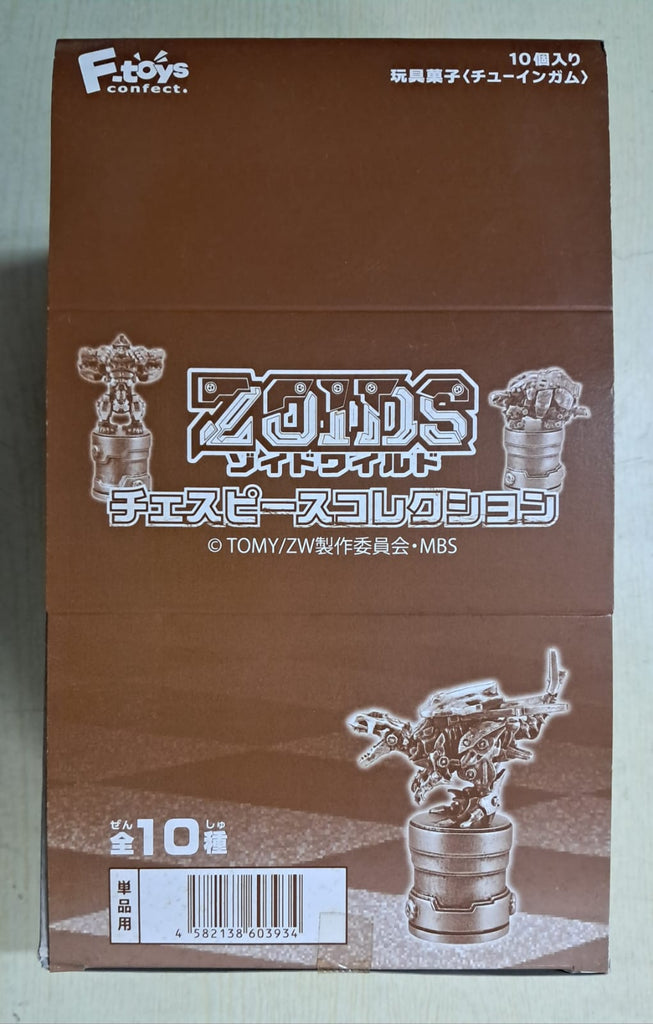 F-toys
confect.
10個入り
玩具菓子〈チューインガム〉
ZOIDS
ゾイドワイルド
チェスピースコレクション
© TOMY/ZW製作委員会・MBS
ぜん しゅ
全10種
単品用
4 582138 603934